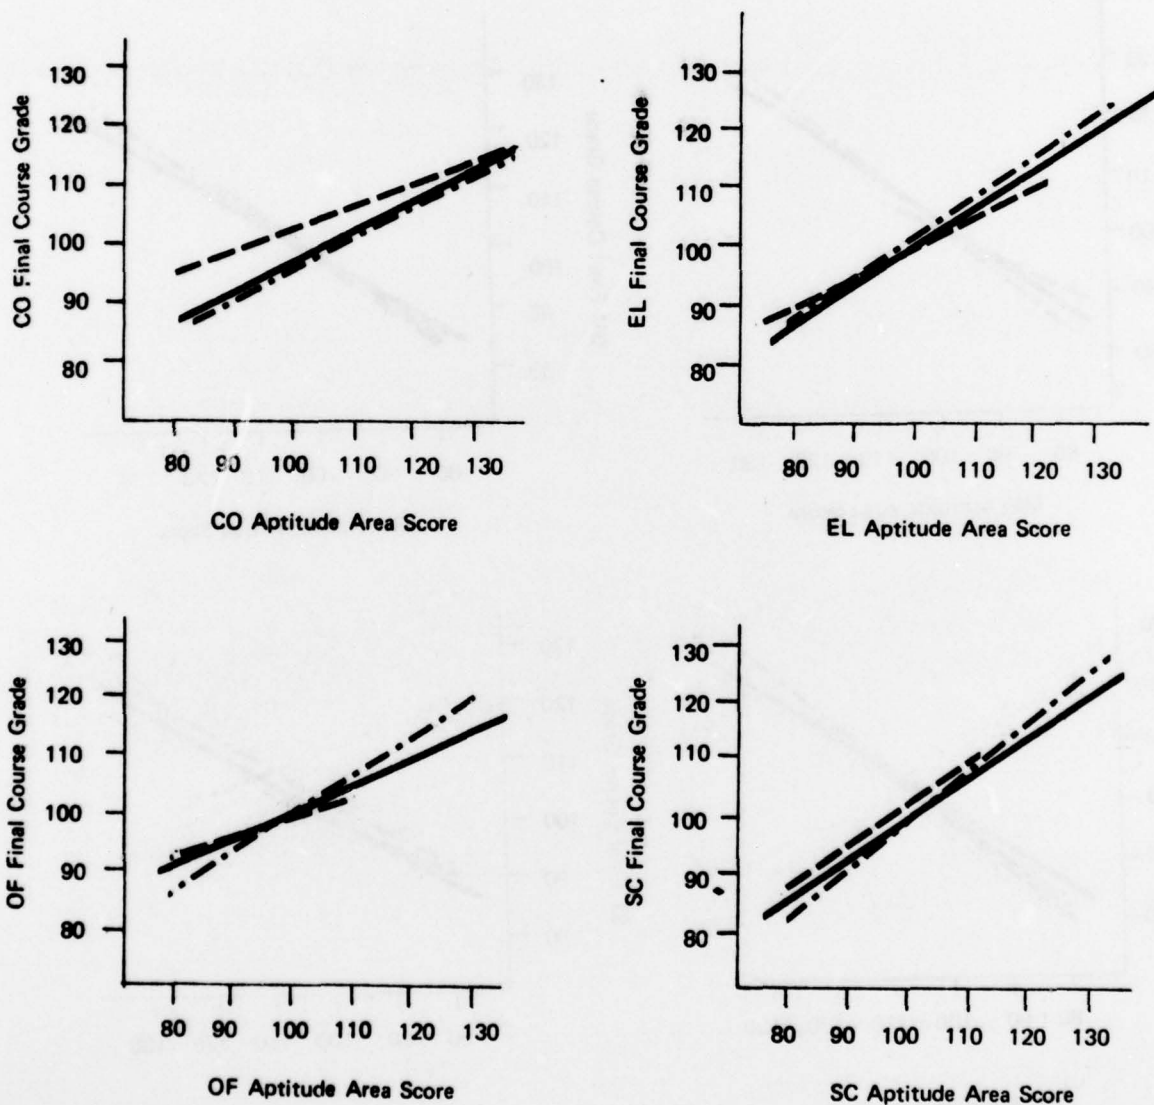 CO Final Course Grade
130
120
110
100
90
80
80 90 100 110 120 130
CO Aptitude Area Score
EL Final Course Grade
130
120
110
100
90
80
80 90 100 110 120 130
EL Aptitude Area Score
OF Final Course Grade
130
120
110
100
90
80
80 90 100 110 120 130
OF Aptitude Area Score
SC Final Course Grade
130
120
110
100
90
80
80 90 100 110 120 130
SC Aptitude Area Score